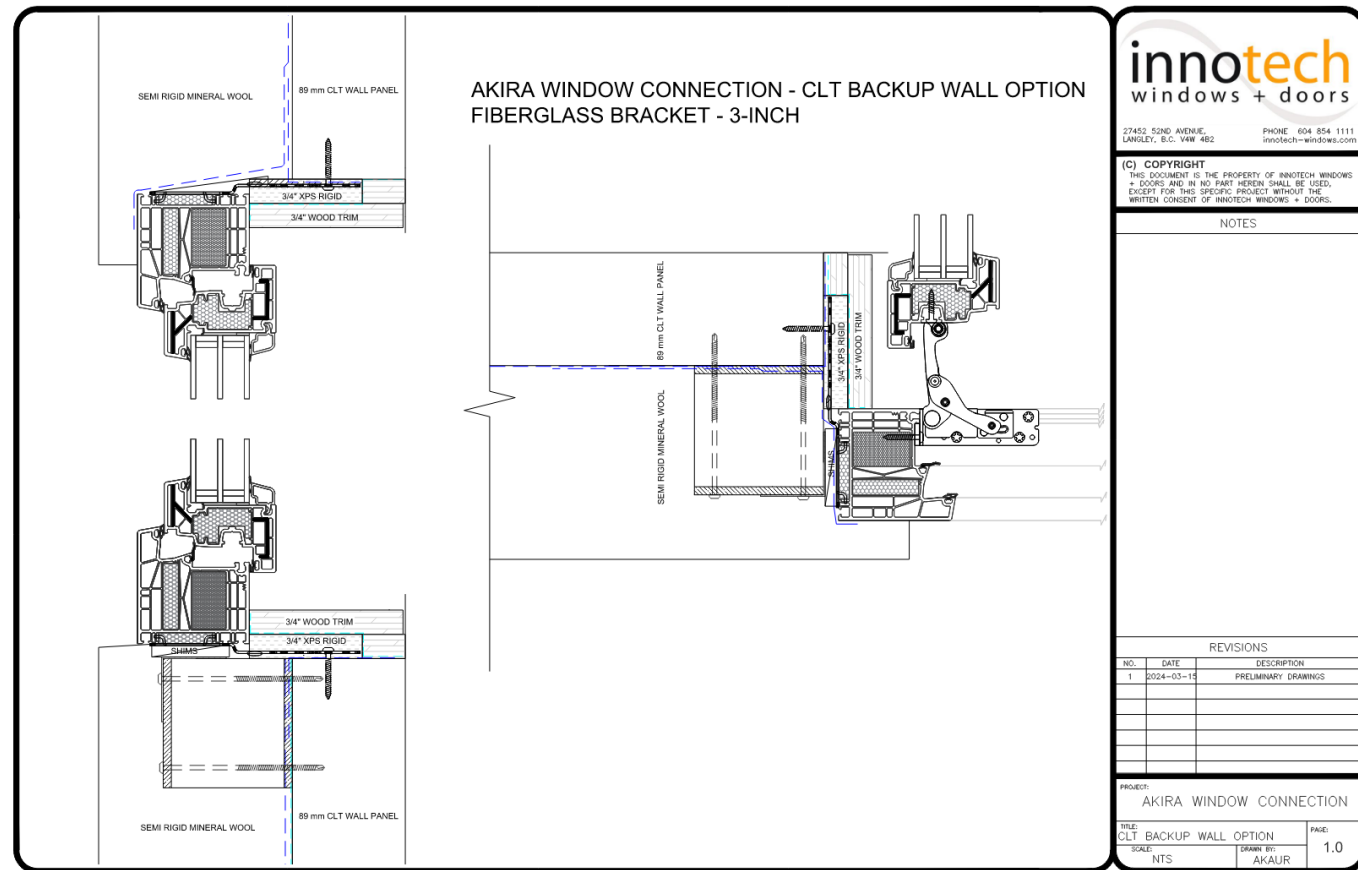 SEMI RIGID MINERAL WOOL
89 mm CLT WALL PANEL
AKIRA WINDOW CONNECTION - CLT BACKUP WALL OPTION
FIBERGLASS BRACKET - 3-INCH
3/4" XPS RIGID
3/4" WOOD TRIM
89 mm CLT WALL PANEL
3/4" XPS RIGID
3/4" WOOD TRIM
SEMI RIGID MINERAL WOOL
SHIMS
3/4" WOOD TRIM
3/4" XPS RIGID
SHIMS
SEMI RIGID MINERAL WOOL
89 mm CLT WALL PANEL
innotech
windows + doors
27452 52ND AVENUE,
LANGLEY, B.C. V4W 4B2
PHONE 604 854 1111
innotech-windows.com
(C) COPYRIGHT
THIS DOCUMENT IS THE PROPERTY OF INNOTECH WINDOWS
+ DOORS AND IN NO PART HEREIN SHALL BE USED,
EXCEPT FOR THIS SPECIFIC PROJECT WITHOUT THE
WRITTEN CONSENT OF INNOTECH WINDOWS + DOORS.
NOTES
REVISIONS
NO. DATE DESCRIPTION
1 2024-03-15 PRELIMINARY DRAWINGS
PROJECT:
AKIRA WINDOW CONNECTION
TITLE:
CLT BACKUP WALL OPTION
PAGE:
1.0
SCALE:
NTS
DRAWN BY:
AKAUR